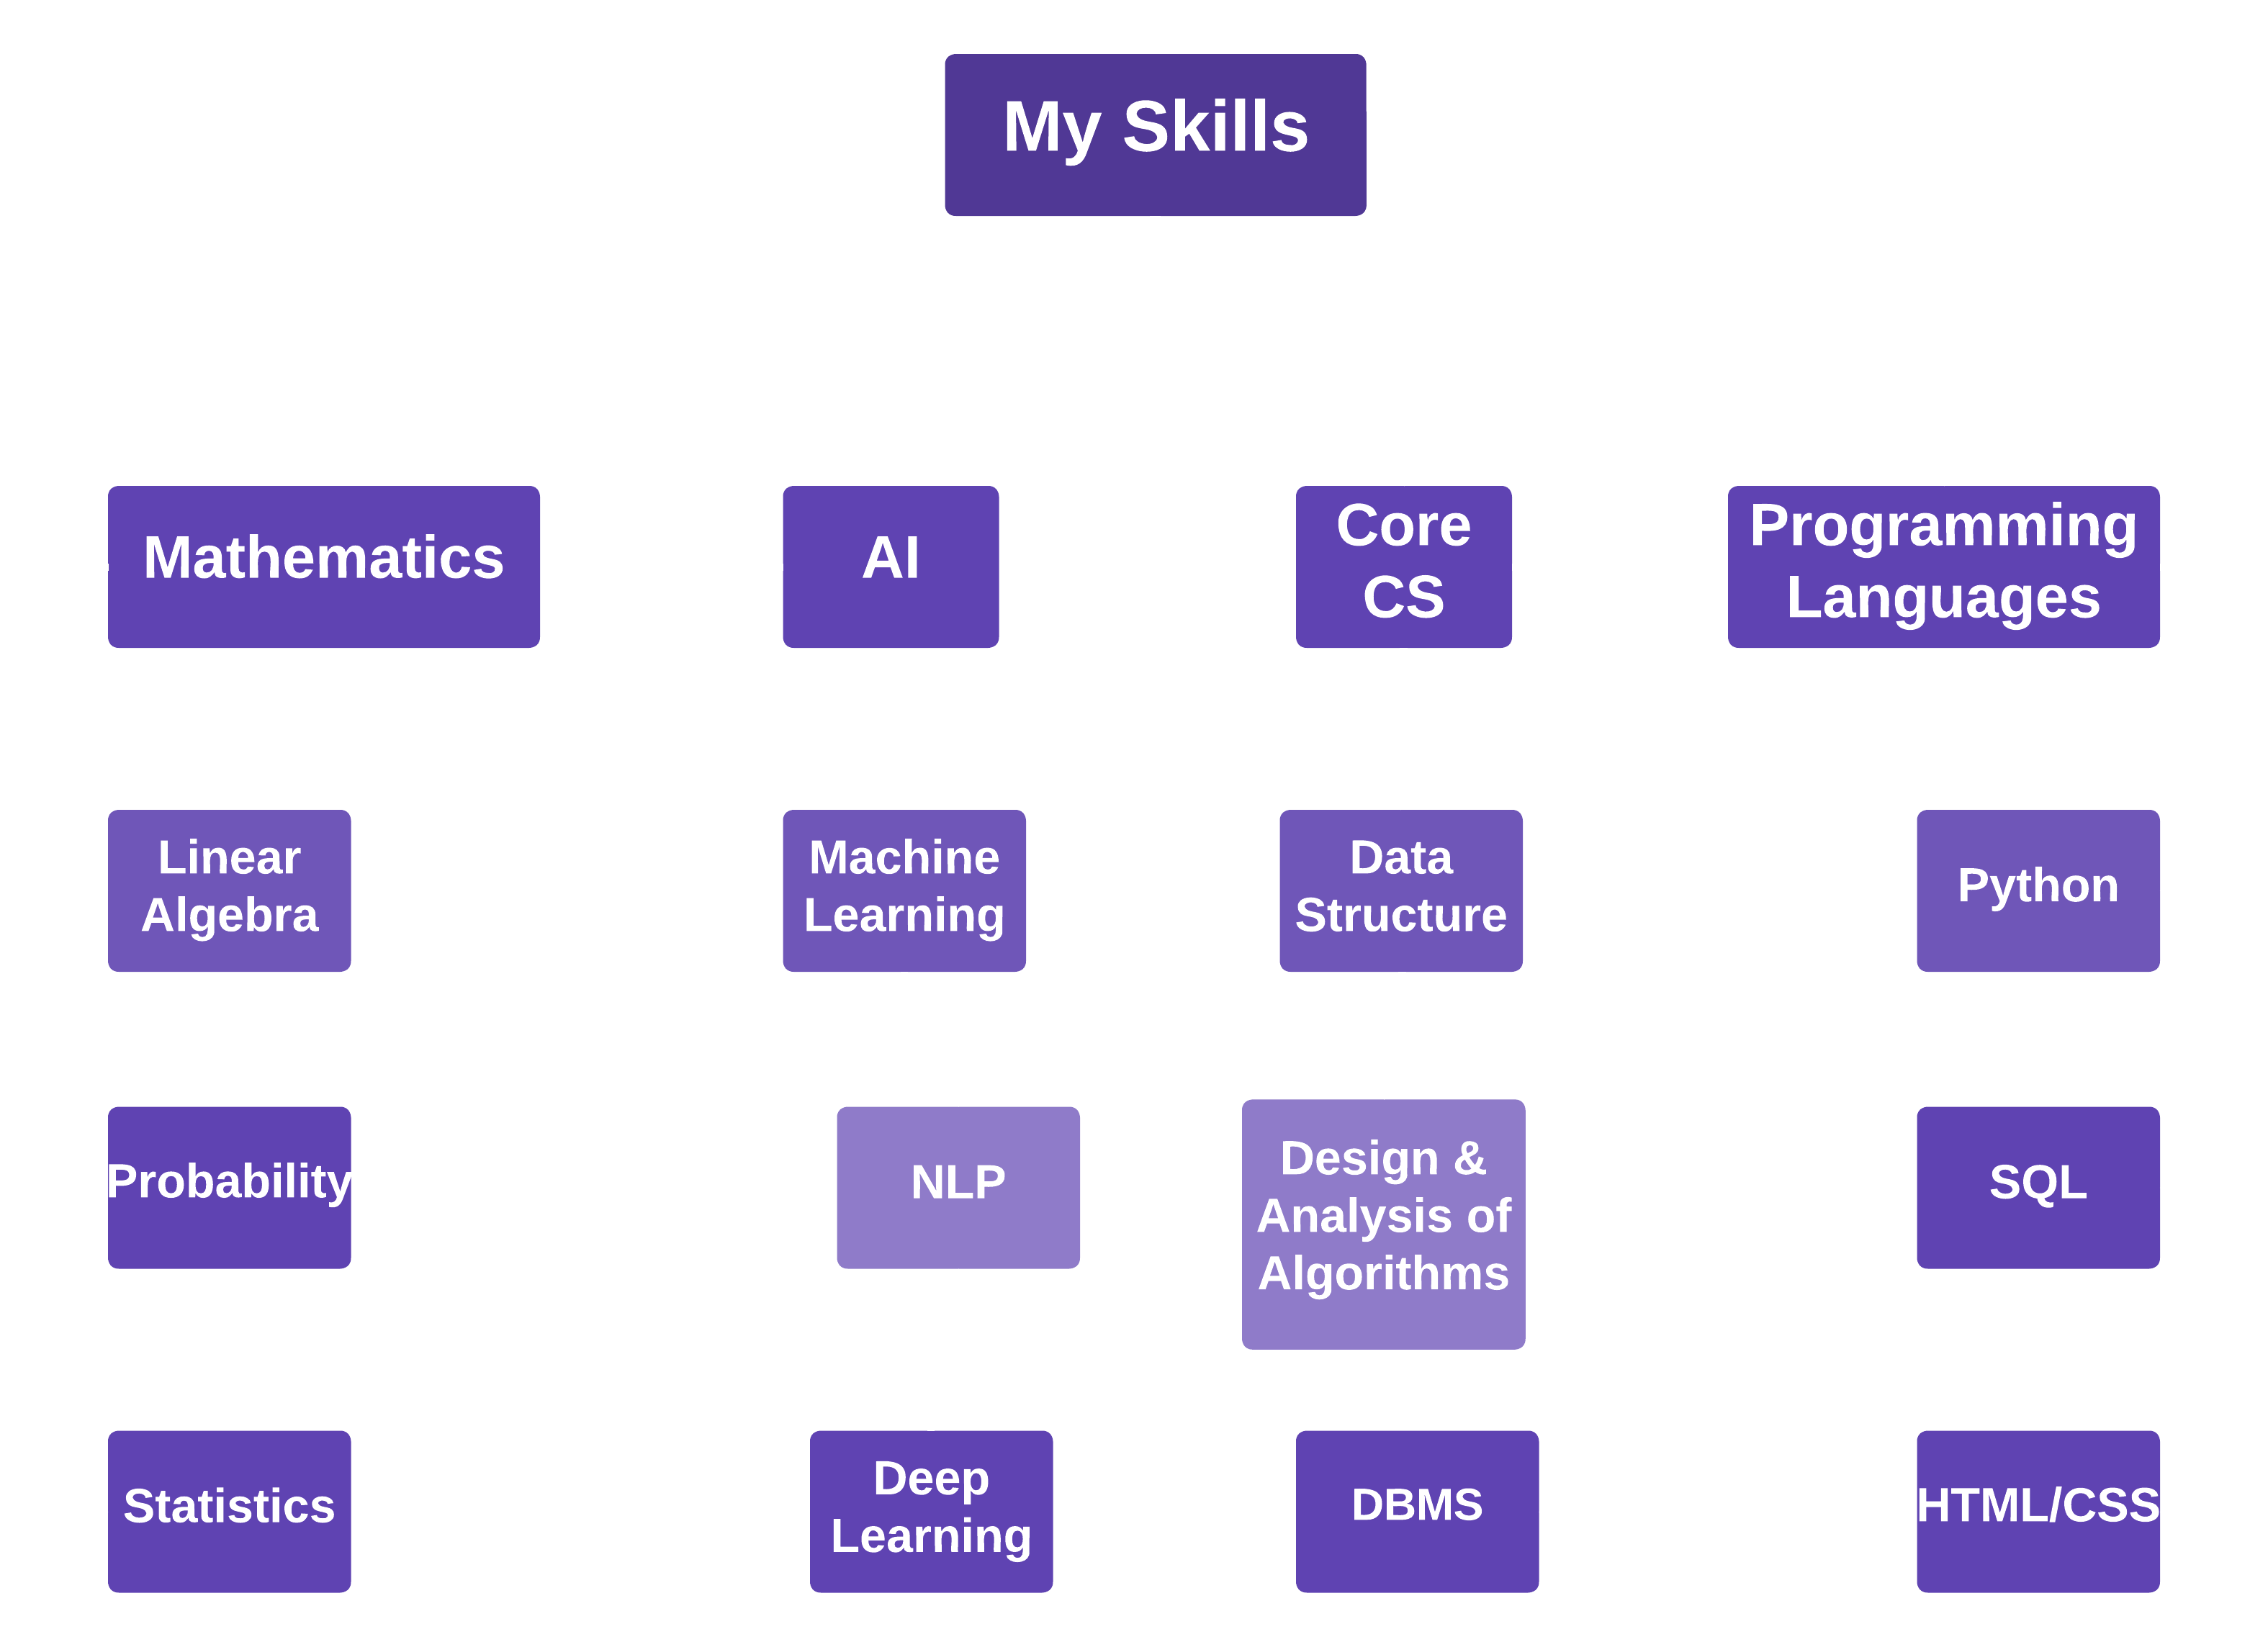 My Skills
Mathematics
AI
Core
CS
Programming
Languages
Linear
Algebra
Machine
Learning
Data
Structure
Python
Probability
NLP
Design &
Analysis of
Algorithms
SQL
Statistics
Deep
Learning
DBMS
HTML/CSS